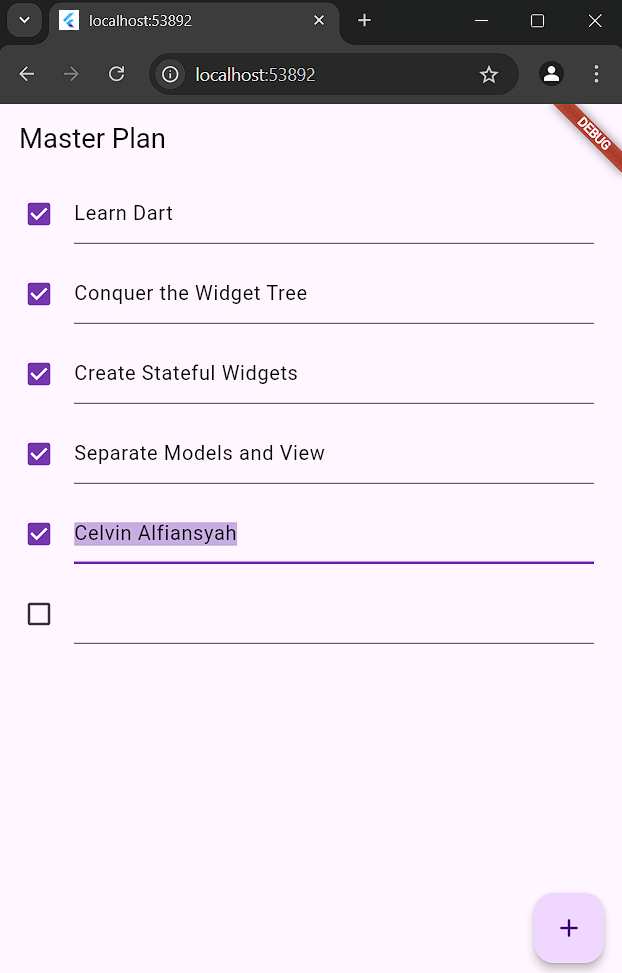 localhost:53892
localhost:53892
DEBUG
Master Plan
Learn Dart
Conquer the Widget Tree
Create Stateful Widgets
Separate Models and View
Celvin Alfiansyah